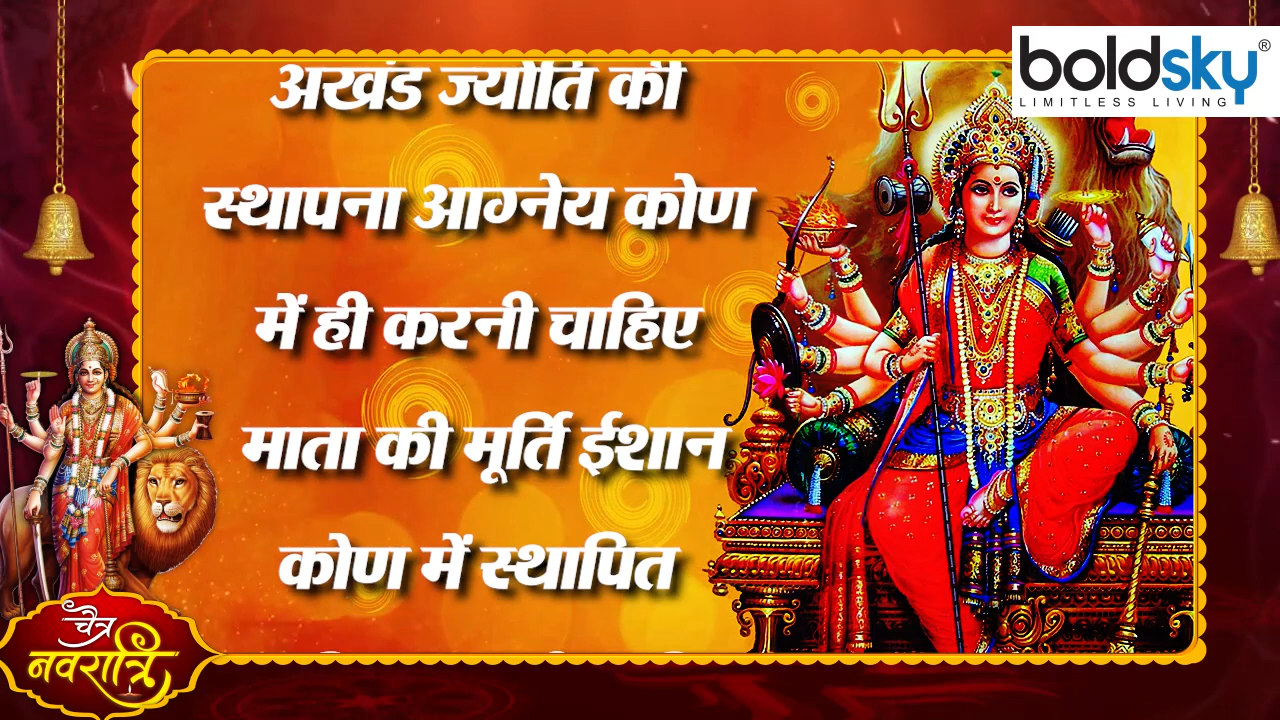 boldsky®
LIMITLESS LIVING
अखंड ज्योति की
स्थापना आग्नेय कोण
में ही करनी चाहिए
माता की मूर्ति ईशान
कोण में स्थापित
चैत्र
नवरात्रि